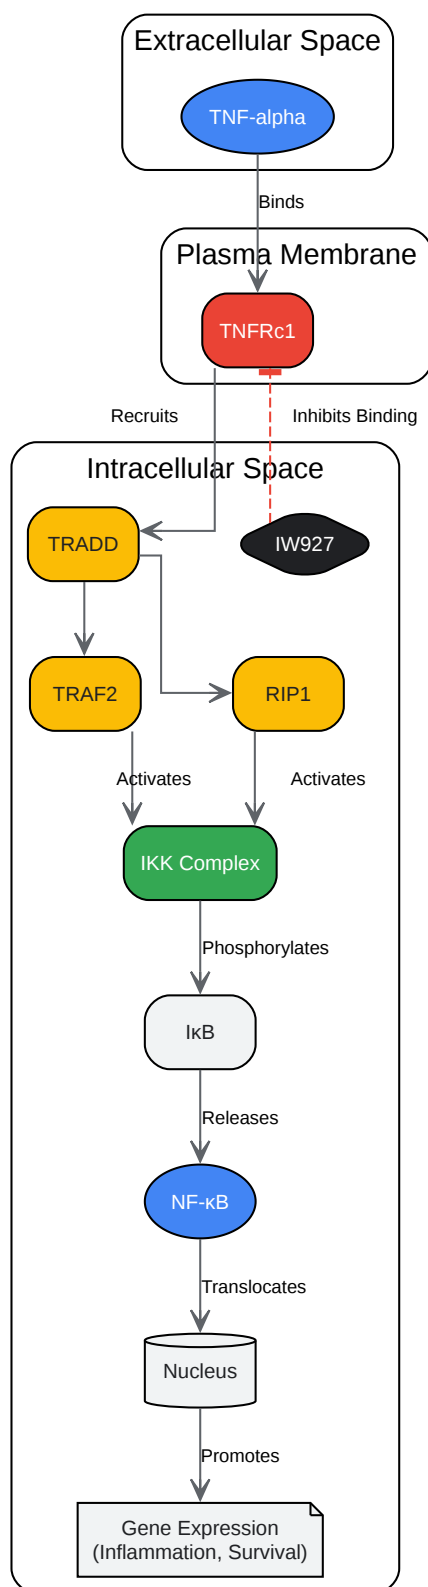 Extracellular Space
TNF-alpha
Binds
Plasma Membrane
TNFRc1
Recruits
Inhibits Binding
Intracellular Space
TRADD
IW927
TRAF2
RIP1
Activates
Activates
IKK Complex
Phosphorylates
IκB
Releases
NF-κB
Translocates
Nucleus
Promotes
Gene Expression
(Inflammation, Survival)